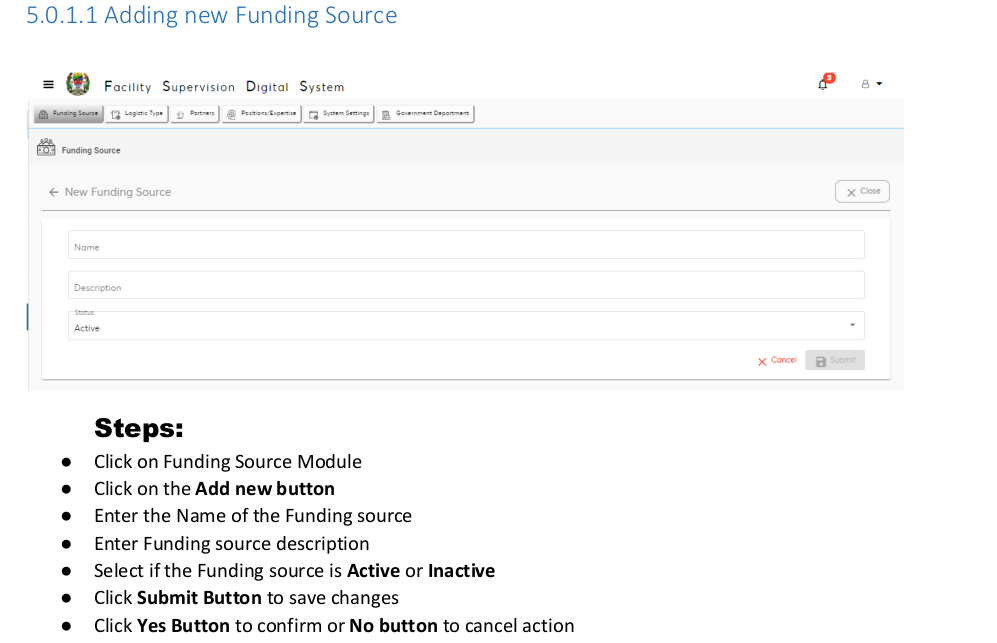 5.0.1.1 Adding new Funding Source
Facility Supervision Digital System
3
Funding Source Logistic Type Partners Positions/Expertise System Settings Government Department
Funding Source
New Funding Source
Close
Name
Description
Status
Active
Cancel Submit
Steps:
● Click on Funding Source Module
● Click on the Add new button
● Enter the Name of the Funding source
● Enter Funding source description
● Select if the Funding source is Active or Inactive
● Click Submit Button to save changes
● Click Yes Button to confirm or No button to cancel action